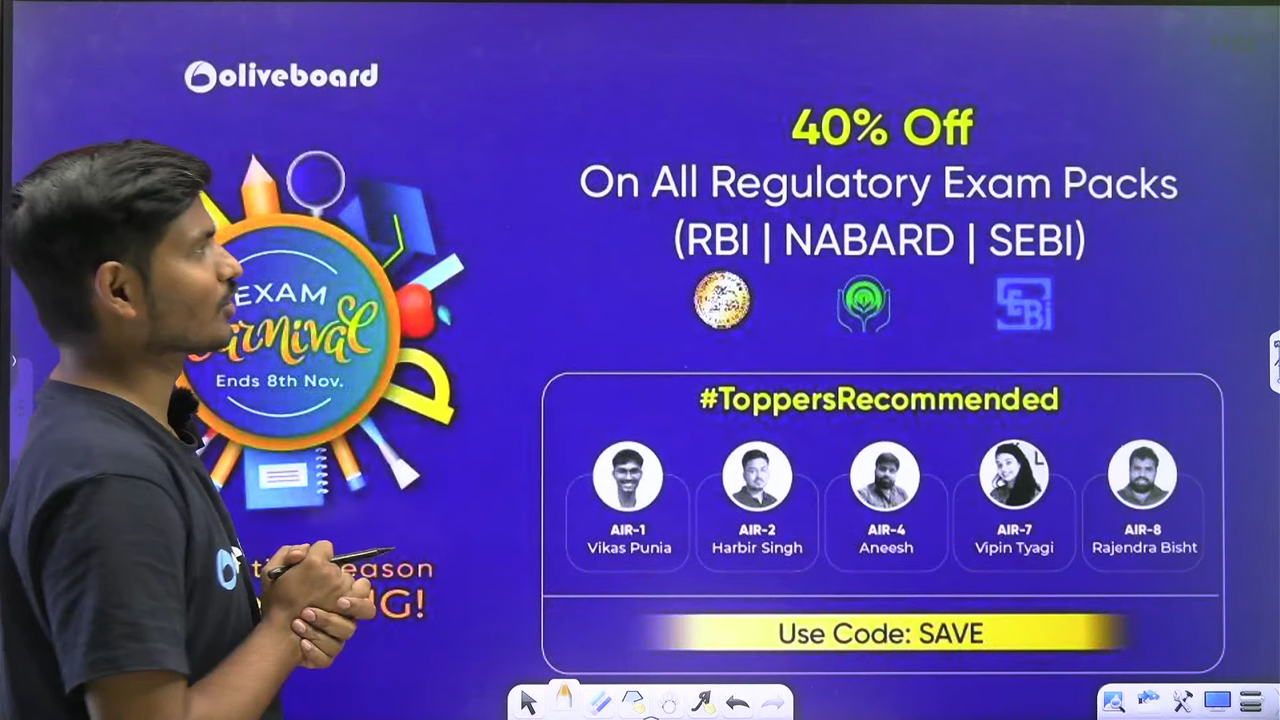 oliveboard
40% Off
On All Regulatory Exam Packs
(RBI | NABARD | SEBI)
SEBI
EXAM
Carnival
Ends 8th Nov.
eason
G!
#ToppersRecommended
AIR-1
Vikas Punia
AIR-2
Harbir Singh
AIR-4
Aneesh
AIR-7
Vipin Tyagi
AIR-8
Rajendra Bisht
Use Code: SAVE